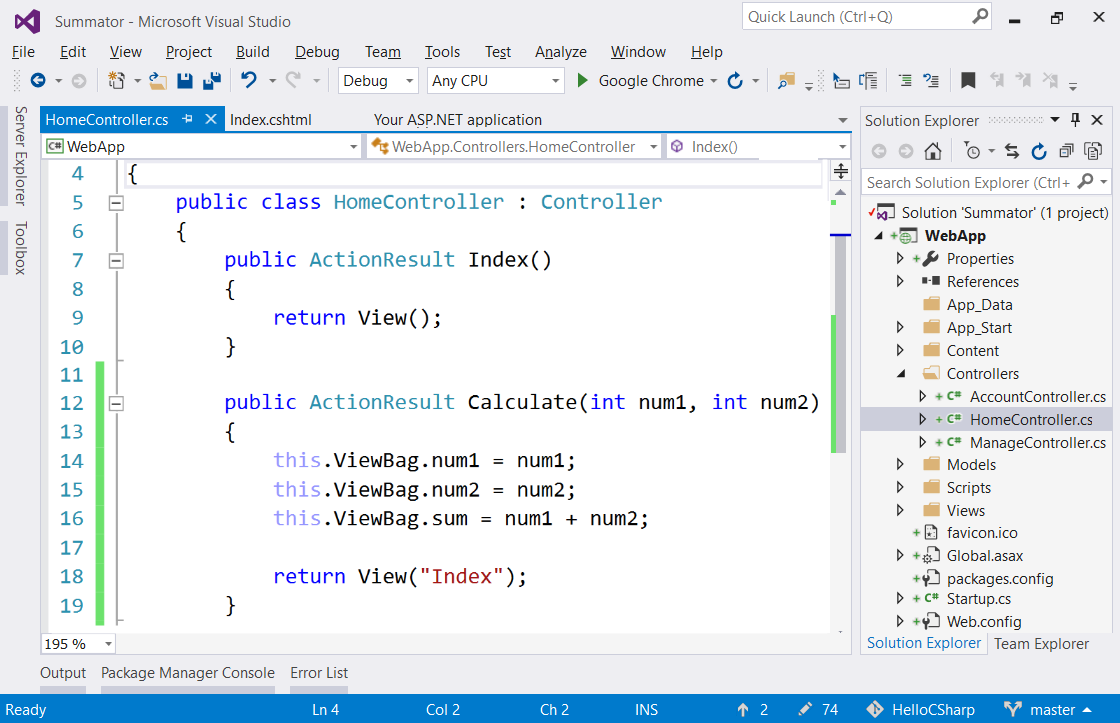 Summator - Microsoft Visual Studio
Quick Launch (Ctrl+Q)
File Edit View Project Build Debug Team Tools Test Analyze Window Help
Debug Any CPU Google Chrome
Server Explorer
Toolbox
HomeController.cs Index.cshtml Your ASP.NET application
C# WebApp WebApp.Controllers.HomeController Index()
4 {
5 public class HomeController : Controller
6 {
7 public ActionResult Index()
8 {
9 return View();
10 }
11
12 public ActionResult Calculate(int num1, int num2)
13 {
14 this.ViewBag.num1 = num1;
15 this.ViewBag.num2 = num2;
16 this.ViewBag.sum = num1 + num2;
17
18 return View("Index");
19 }
195 %
Solution Explorer
Search Solution Explorer (Ctrl+
Solution 'Summator' (1 project)
WebApp
Properties
References
App_Data
App_Start
Content
Controllers
C# AccountController.cs
C# HomeController.cs
C# ManageController.cs
Models
Scripts
Views
favicon.ico
Global.asax
packages.config
C# Startup.cs
Web.config
Solution Explorer Team Explorer
Output Package Manager Console Error List
Ready Ln 4 Col 2 Ch 2 INS 2 74 HelloCSharp master